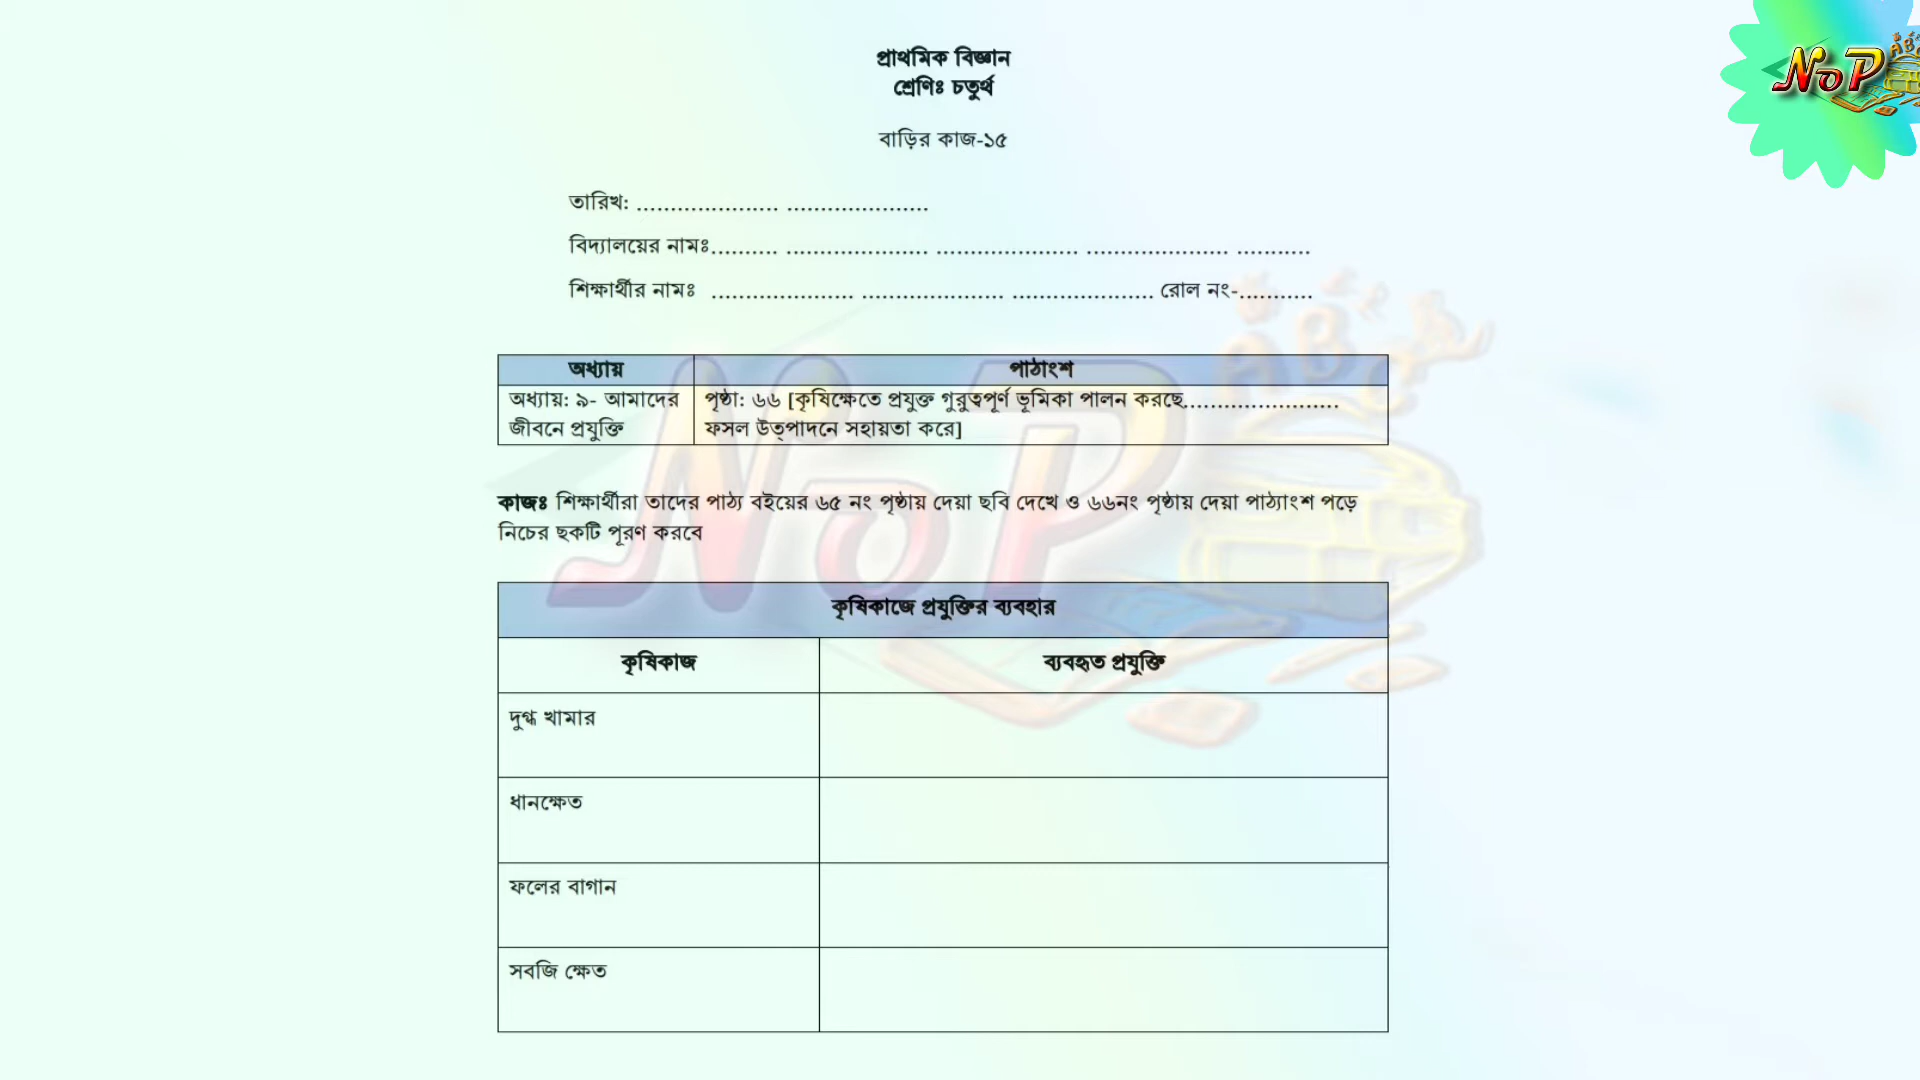 প্রাথমিক বিজ্ঞান
শ্রেণিঃ চতুর্থ
বাড়ির কাজ-১৫
NoP
তারিখ: ..................... .....................
বিদ্যালয়ের নামঃ.......... ..................... ..................... ..................... ...........
শিক্ষার্থীর নামঃ ..................... ..................... ..................... রোল নং-...........
অধ্যায় পাঠাংশ
অধ্যায়: ৯- আমাদের পৃষ্ঠা: ৬৬ [কৃষিক্ষেতে প্রযুক্ত গুরুত্বপূর্ণ ভূমিকা পালন করছে.......................
জীবনে প্রযুক্তি ফসল উত্পাদনে সহায়তা করে]
কাজঃ শিক্ষার্থীরা তাদের পাঠ্য বইয়ের ৬৫ নং পৃষ্ঠায় দেয়া ছবি দেখে ও ৬৬নং পৃষ্ঠায় দেয়া পাঠ্যাংশ পড়ে
নিচের ছকটি পূরণ করবে
NoP
কৃষিকাজে প্রযুক্তির ব্যবহার
কৃষিকাজ ব্যবহৃত প্রযুক্তি
দুগ্ধ খামার
ধানক্ষেত
ফলের বাগান
সবজি ক্ষেত